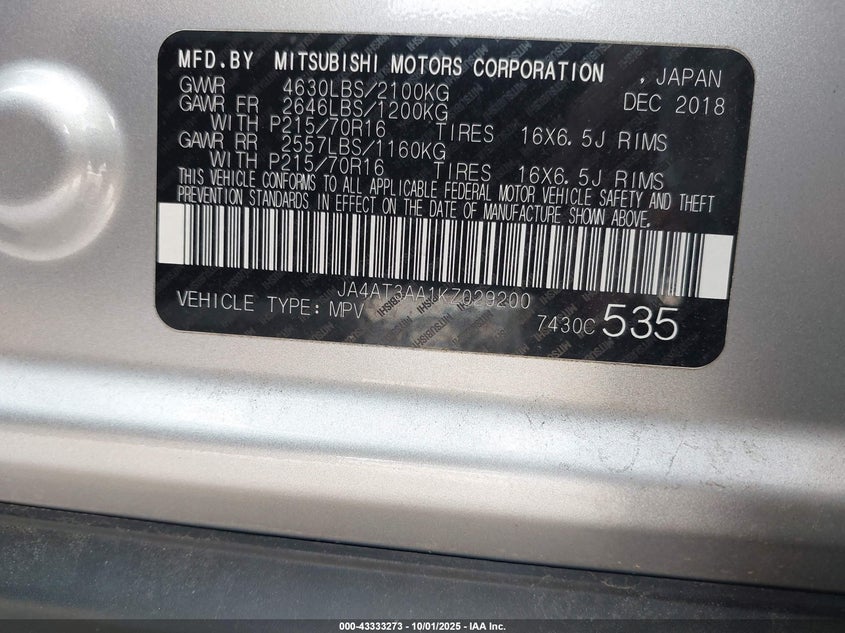 MFD.BY MITSUBISHI MOTORS CORPORATION , JAPAN
GVWR 4630LBS/2100KG DEC 2018
GAWR FR 2646LBS/1200KG
WITH P215/70R16 TIRES 16X6.5J RIMS
GAWR RR 2557LBS/1160KG
WITH P215/70R16 TIRES 16X6.5J RIMS
THIS VEHICLE CONFORMS TO ALL APPLICABLE FEDERAL MOTOR VEHICLE SAFETY AND THEFT
PREVENTION STANDARDS IN EFFECT ON THE DATE OF MANUFACTURE SHOWN ABOVE.
JA4AT3AA1KZ029200
VEHICLE TYPE: MPV
7430C 535
000-43333273 - 10/01/2025 - IAA Inc.